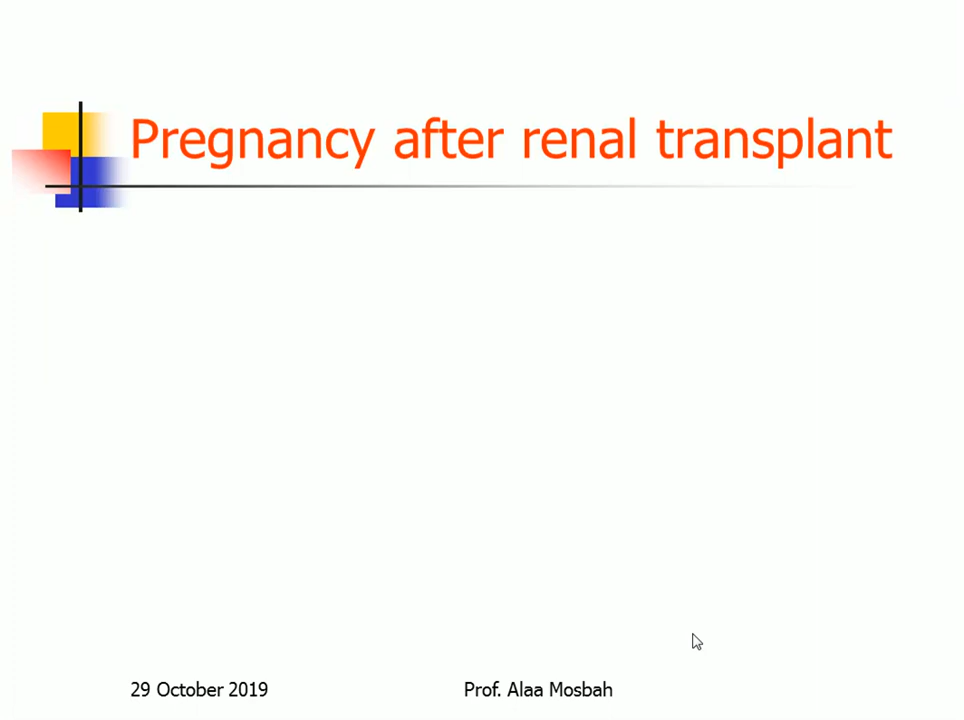 Pregnancy after renal transplant
29 October 2019
Prof. Alaa Mosbah